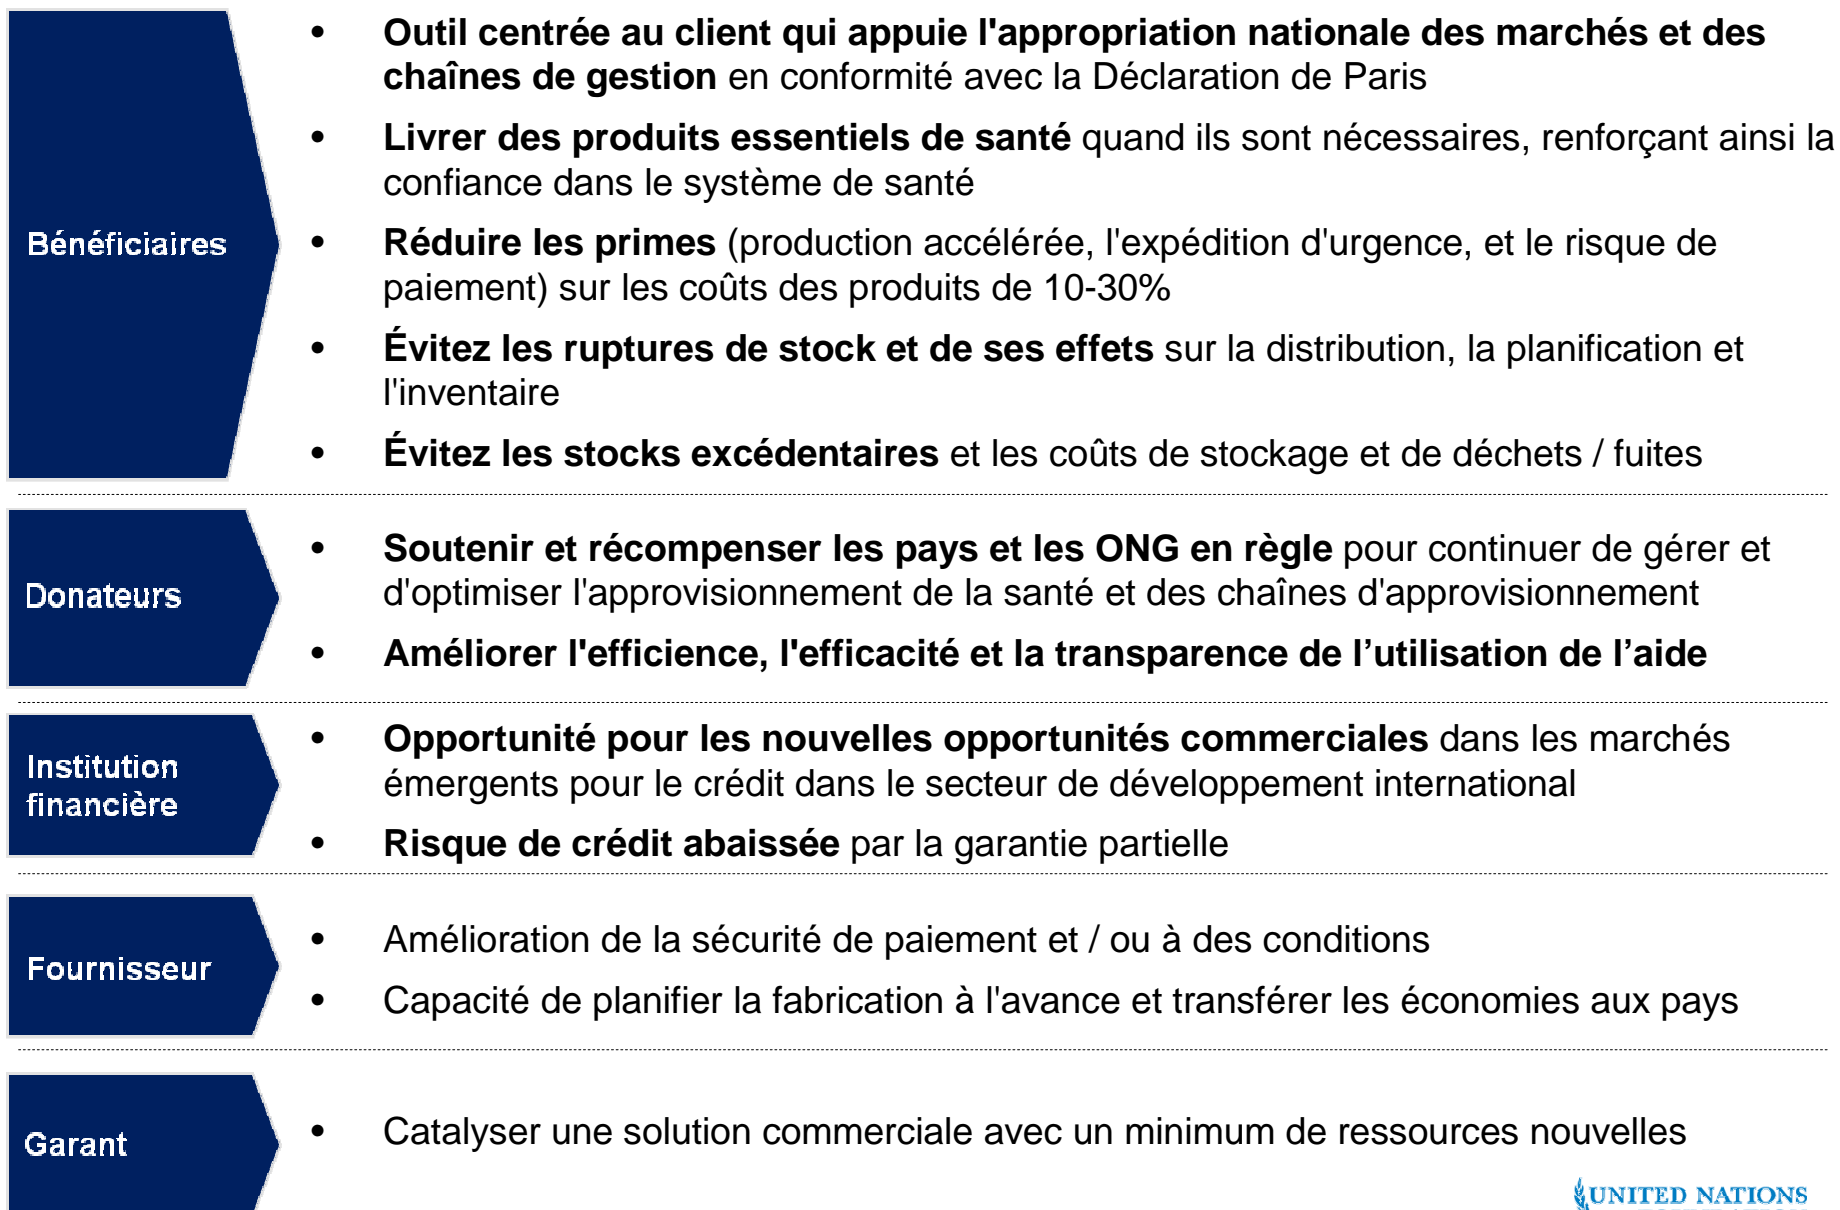 Bénéficiaires
• Outil centrée au client qui appuie l'appropriation nationale des marchés et des
chaînes de gestion en conformité avec la Déclaration de Paris
• Livrer des produits essentiels de santé quand ils sont nécessaires, renforçant ainsi la
confiance dans le système de santé
• Réduire les primes (production accélérée, l'expédition d'urgence, et le risque de
paiement) sur les coûts des produits de 10-30%
• Évitez les ruptures de stock et de ses effets sur la distribution, la planification et
l'inventaire
• Évitez les stocks excédentaires et les coûts de stockage et de déchets / fuites
Donateurs
• Soutenir et récompenser les pays et les ONG en règle pour continuer de gérer et
d'optimiser l'approvisionnement de la santé et des chaînes d'approvisionnement
• Améliorer l'efficience, l'efficacité et la transparence de l’utilisation de l’aide
Institution
financière
• Opportunité pour les nouvelles opportunités commerciales dans les marchés
émergents pour le crédit dans le secteur de développement international
• Risque de crédit abaissée par la garantie partielle
Fournisseur
• Amélioration de la sécurité de paiement et / ou à des conditions
• Capacité de planifier la fabrication à l'avance et transférer les économies aux pays
Garant
• Catalyser une solution commerciale avec un minimum de ressources nouvelles
UNITED NATIONS